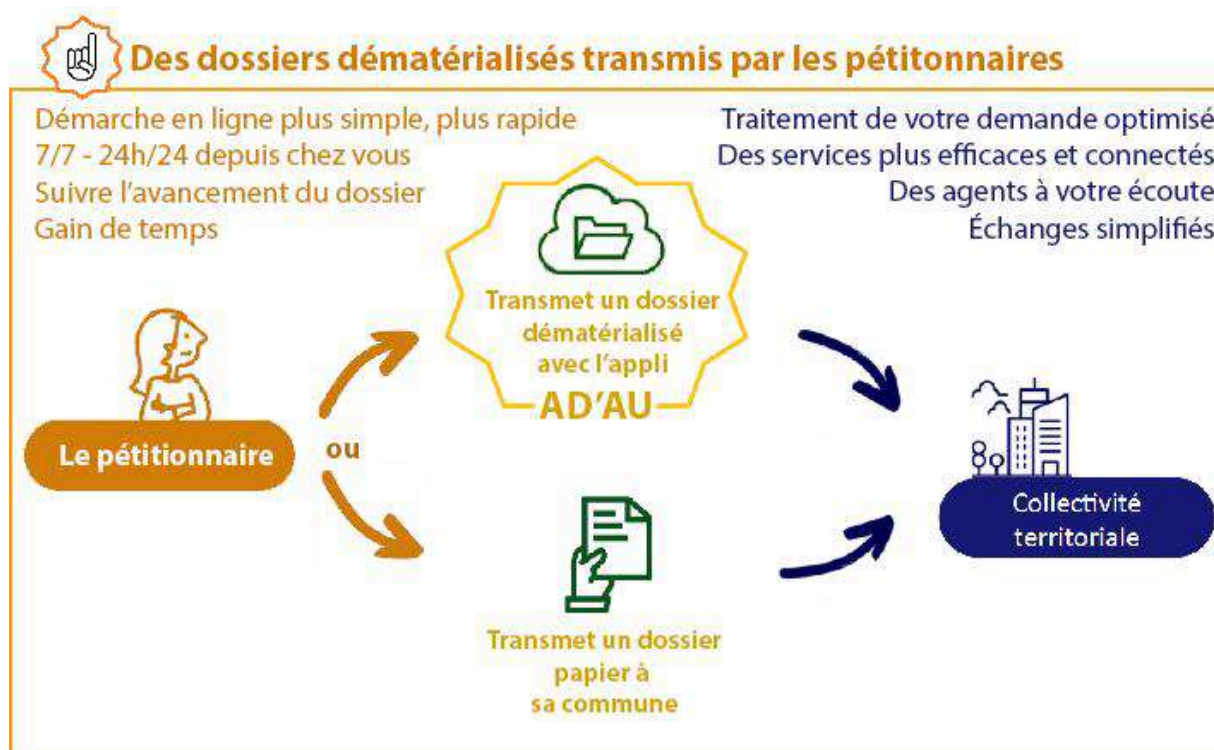 Des dossiers dématérialisés transmis par les pétitonnaires
Démarche en ligne plus simple, plus rapide
7/7 - 24h/24 depuis chez vous
Suivre l'avancement du dossier
Gain de temps
Traitement de votre demande optimisé
Des services plus efficaces et connectés
Des agents à votre écoute
Échanges simplifiés
Transmet un dossier
dématérialisé
avec l'appli
AD'AU
Le pétitionnaire
ou
Collectivité
territoriale
Transmet un dossier
papier à
sa commune